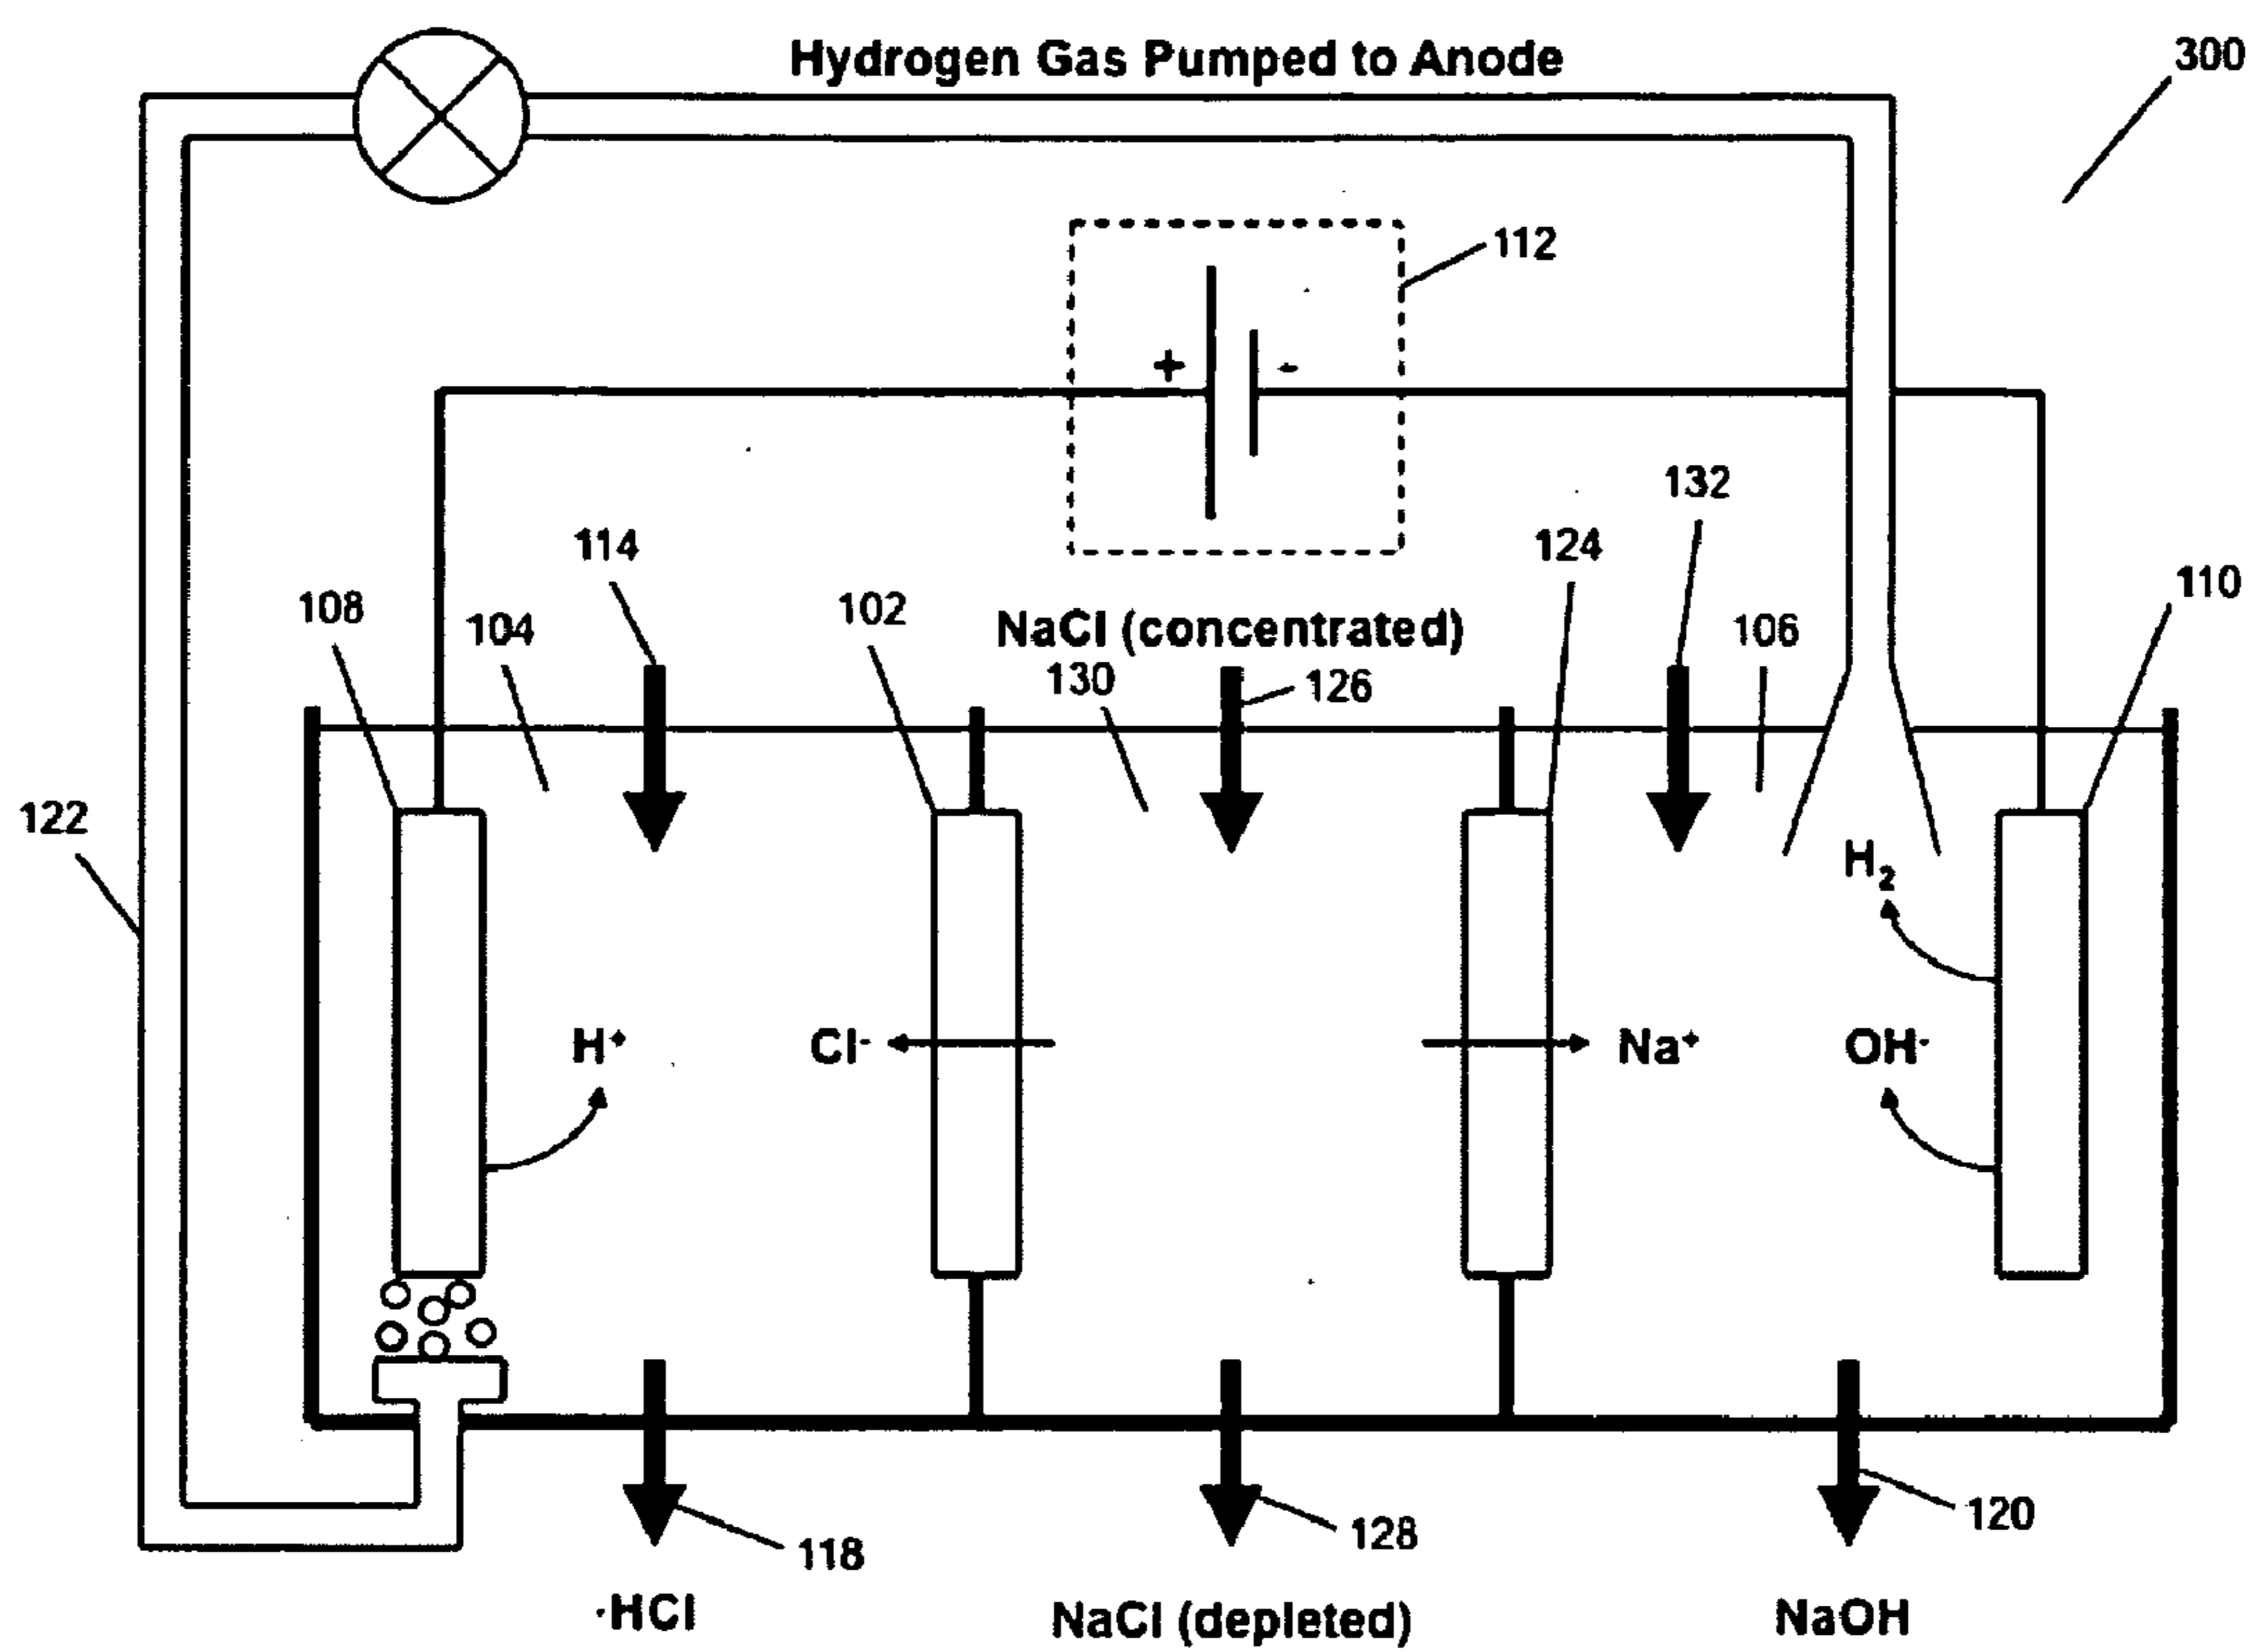 Hydrogen Gas Pumped to Anode
300
112
+ -
132
114
124
108
104
102
NaCl (concentrated)
106
110
130
126
122
H₂
H⁺
Cl⁻
Na⁺
OH⁻
118
128
120
HCl
NaCl (depleted)
NaOH